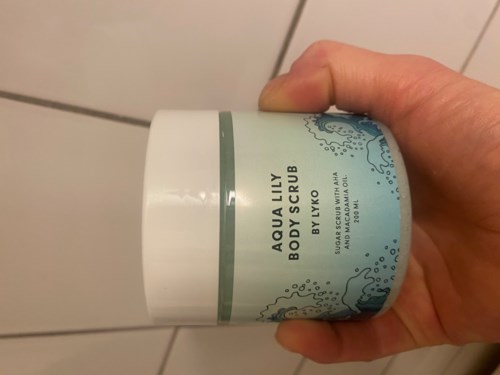 AQUA LILY
BODY SCRUB
BY LYKO
SUGAR SCRUB WITH AHA
AND MACADAMIA OIL.
200 ML